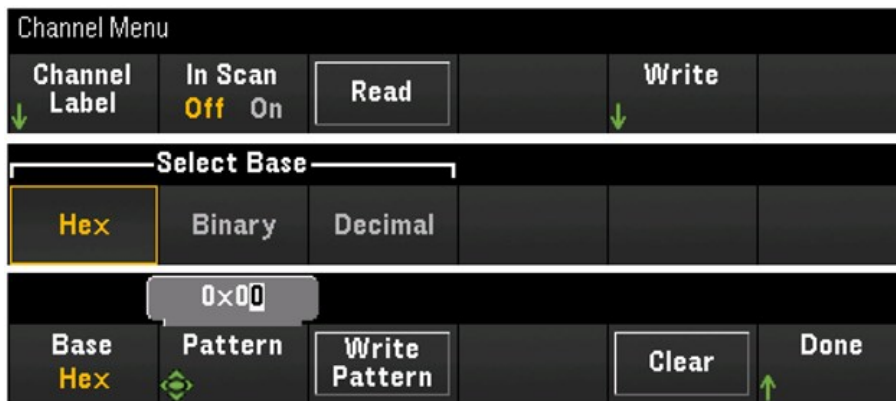 Channel Menu
Channel Label
In Scan
Off On
Read
Write
Select Base
Hex
Binary
Decimal
0x00
Base
Hex
Pattern
Write Pattern
Clear
Done